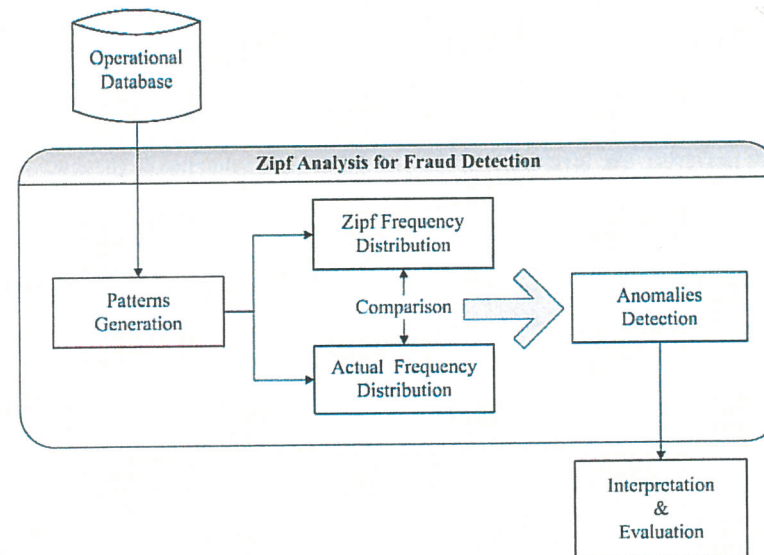 Operational
Database
Zipf Analysis for Fraud Detection
Zipf Frequency
Distribution
Patterns
Generation
Comparison
Anomalies
Detection
Actual Frequency
Distribution
Interpretation
&
Evaluation